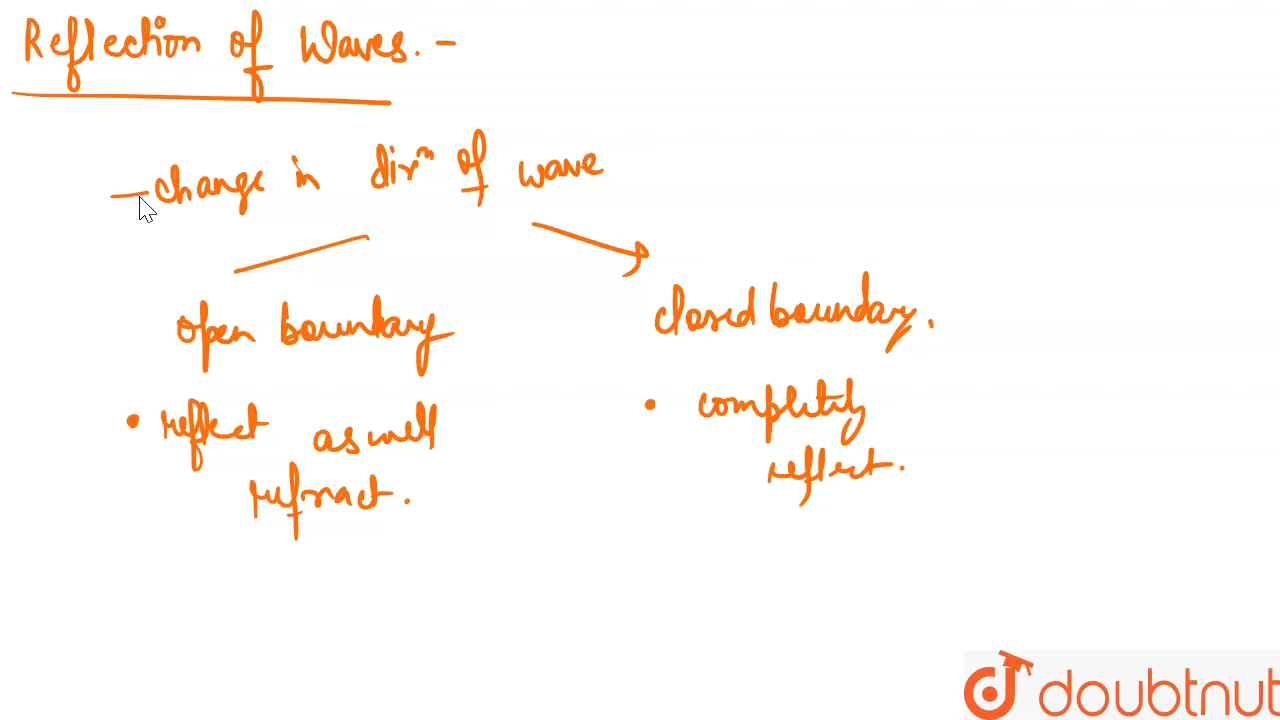 Reflection of Waves. -
- change in dirⁿ of wave
open boundary
closed boundary.
• reflect as well
refract.
• completely
reflect.
doubtnut